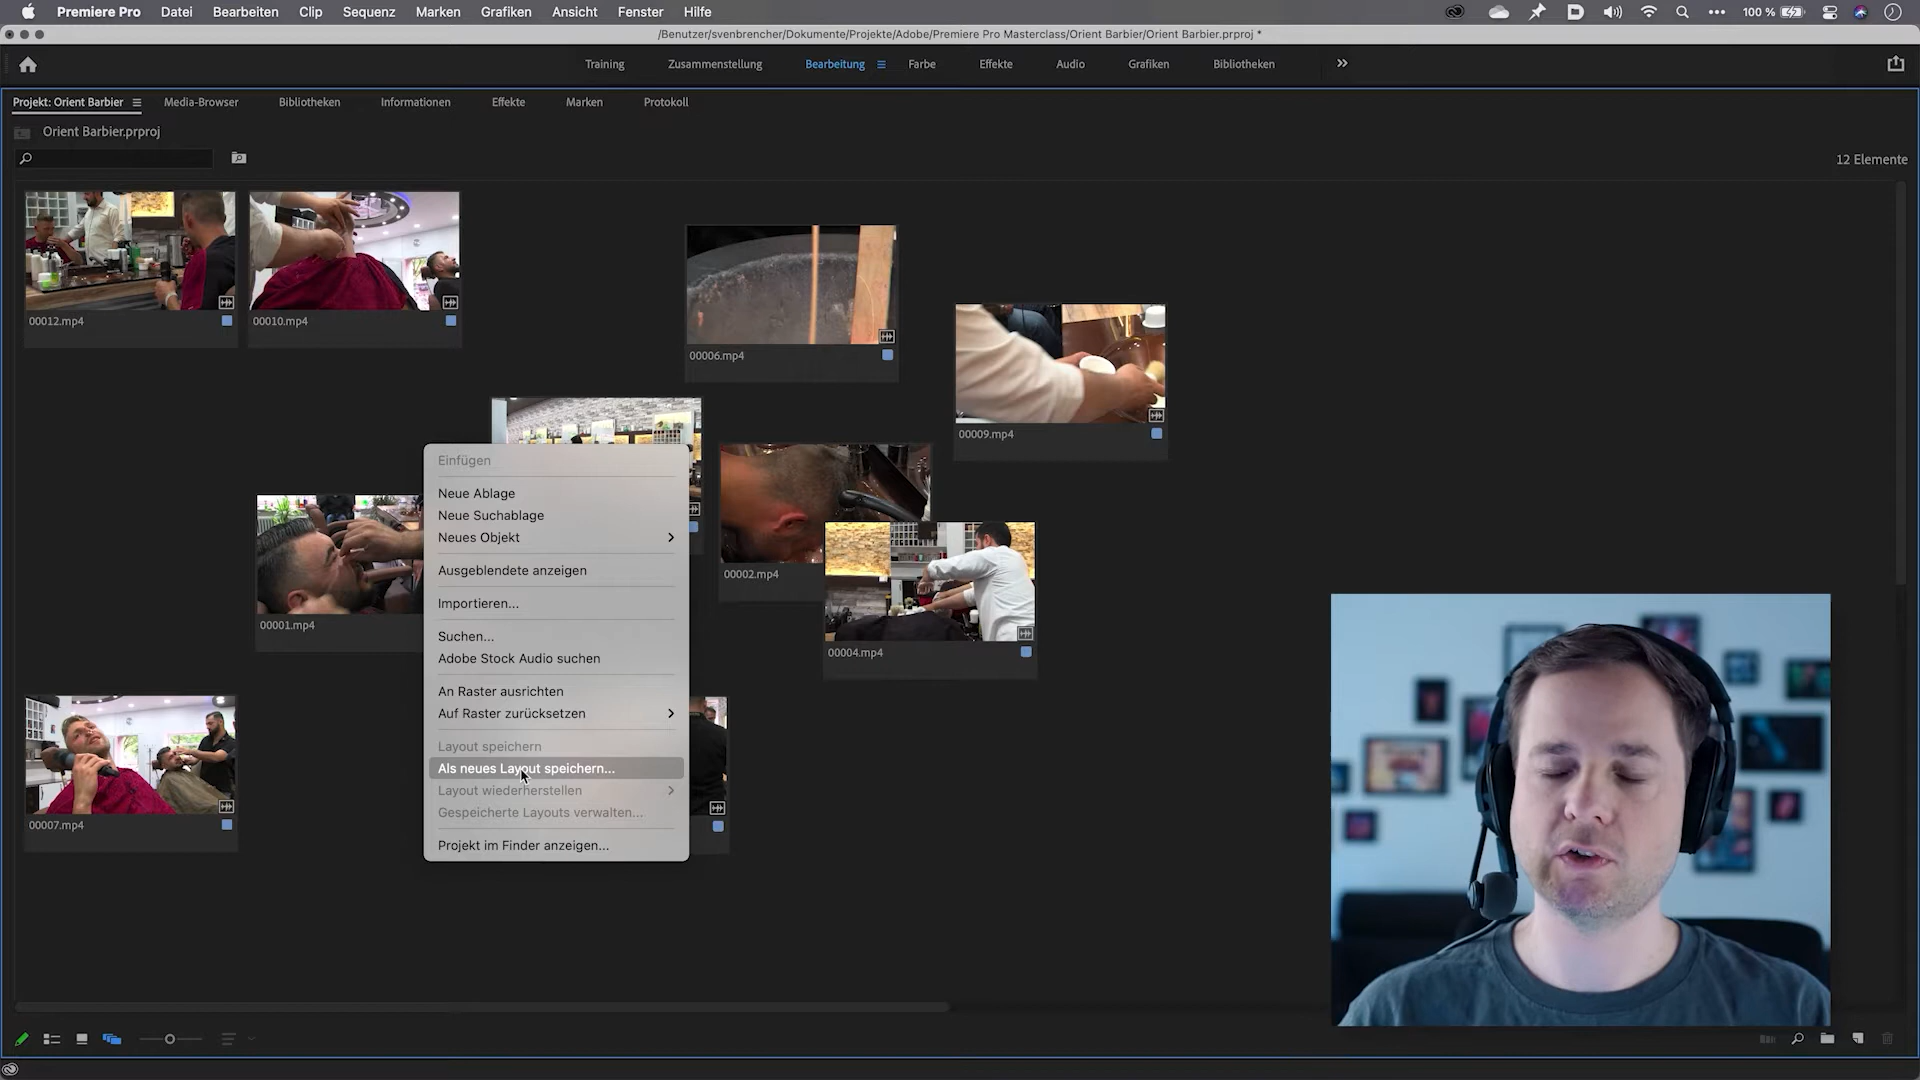 Premiere Pro Datei Bearbeiten Clip Sequenz Marken Grafiken Ansicht Fenster Hilfe 100 %
/Benutzer/svenbrencher/Dokumente/Projekte/Adobe/Premiere Pro Masterclass/Orient Barbier/Orient Barbier.prproj *
Training Zusammenstellung Bearbeitung Farbe Effekte Audio Grafiken Bibliotheken
Projekt: Orient Barbier Media-Browser Bibliotheken Informationen Effekte Marken Protokoll
Orient Barbier.prproj
12 Elemente
00012.mp4
00010.mp4
00006.mp4
00009.mp4
00001.mp4
00002.mp4
00004.mp4
00007.mp4
Einfügen
Neue Ablage
Neue Suchablage
Neues Objekt
Ausgeblendete anzeigen
Importieren...
Suchen...
Adobe Stock Audio suchen
An Raster ausrichten
Auf Raster zurücksetzen
Layout speichern
Als neues Layout speichern...
Layout wiederherstellen
Gespeicherte Layouts verwalten...
Projekt im Finder anzeigen...